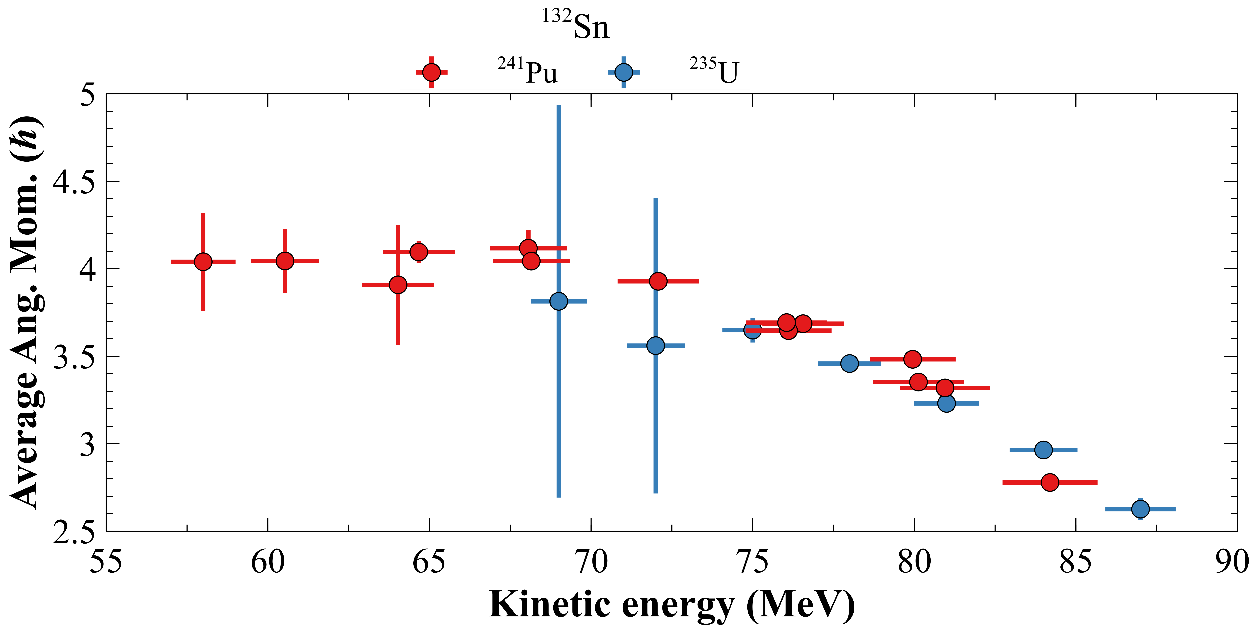 ¹³²Sn
²⁴¹Pu ²³⁵U
5
4.5
4
3.5
3
2.5
Average Ang. Mom. (ℏ)
55 60 65 70 75 80 85 90
Kinetic energy (MeV)